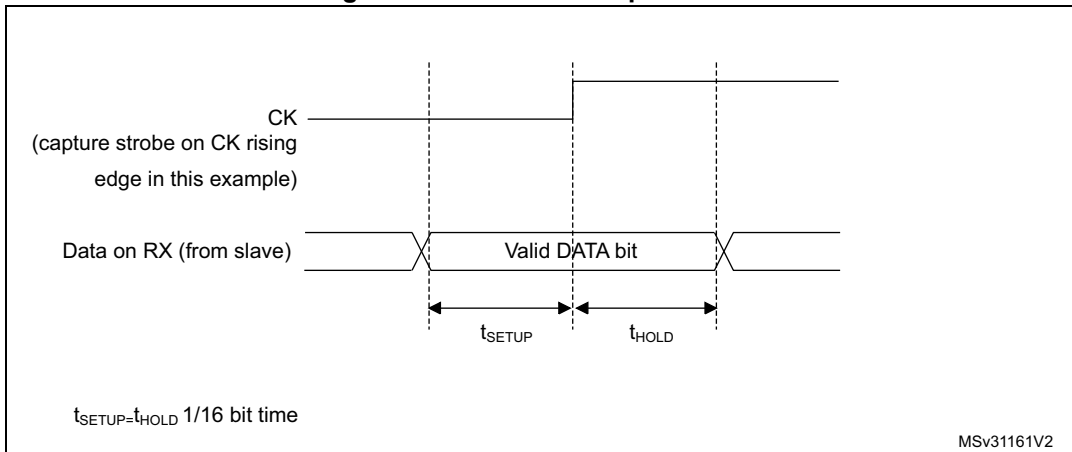 CK
(capture strobe on CK rising
edge in this example)
Data on RX (from slave)
Valid DATA bit
tSETUP
tHOLD
tSETUP=tHOLD 1/16 bit time
MSv31161V2